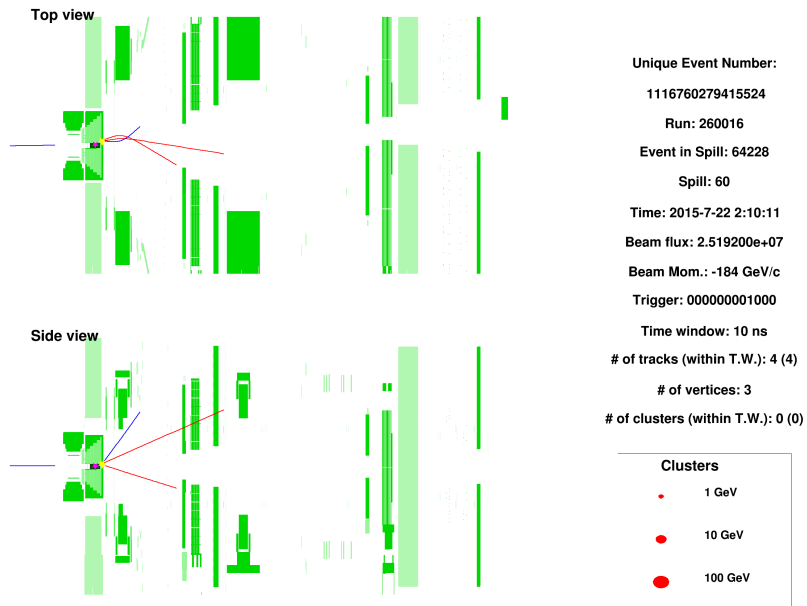 Top view
Side view
Unique Event Number:
1116760279415524
Run: 260016
Event in Spill: 64228
Spill: 60
Time: 2015-7-22 2:10:11
Beam flux: 2.519200e+07
Beam Mom.: -184 GeV/c
Trigger: 000000001000
Time window: 10 ns
# of tracks (within T.W.): 4 (4)
# of vertices: 3
# of clusters (within T.W.): 0 (0)
Clusters
1 GeV
10 GeV
100 GeV